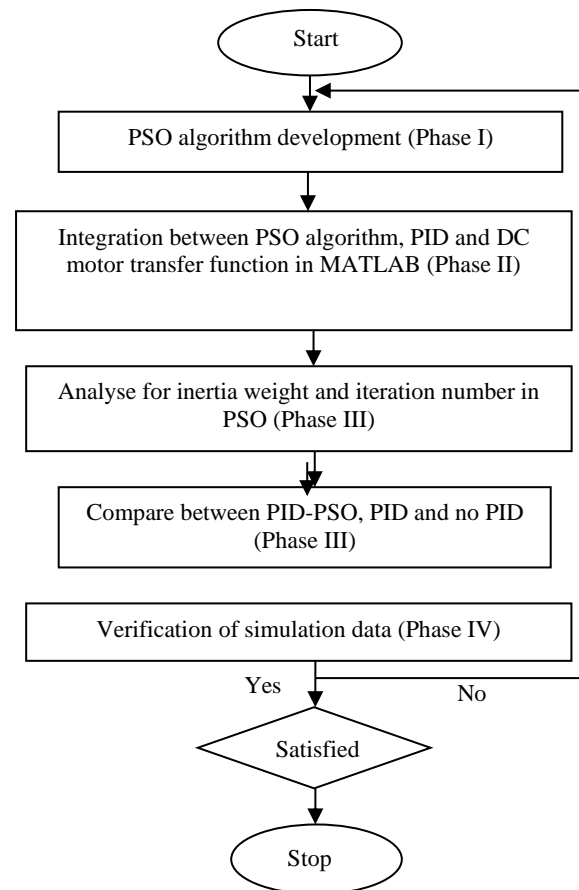 Start
PSO algorithm development (Phase I)
Integration between PSO algorithm, PID and DC
motor transfer function in MATLAB (Phase II)
Analyse for inertia weight and iteration number in
PSO (Phase III)
Compare between PID-PSO, PID and no PID
(Phase III)
Verification of simulation data (Phase IV)
Yes
No
Satisfied
Stop